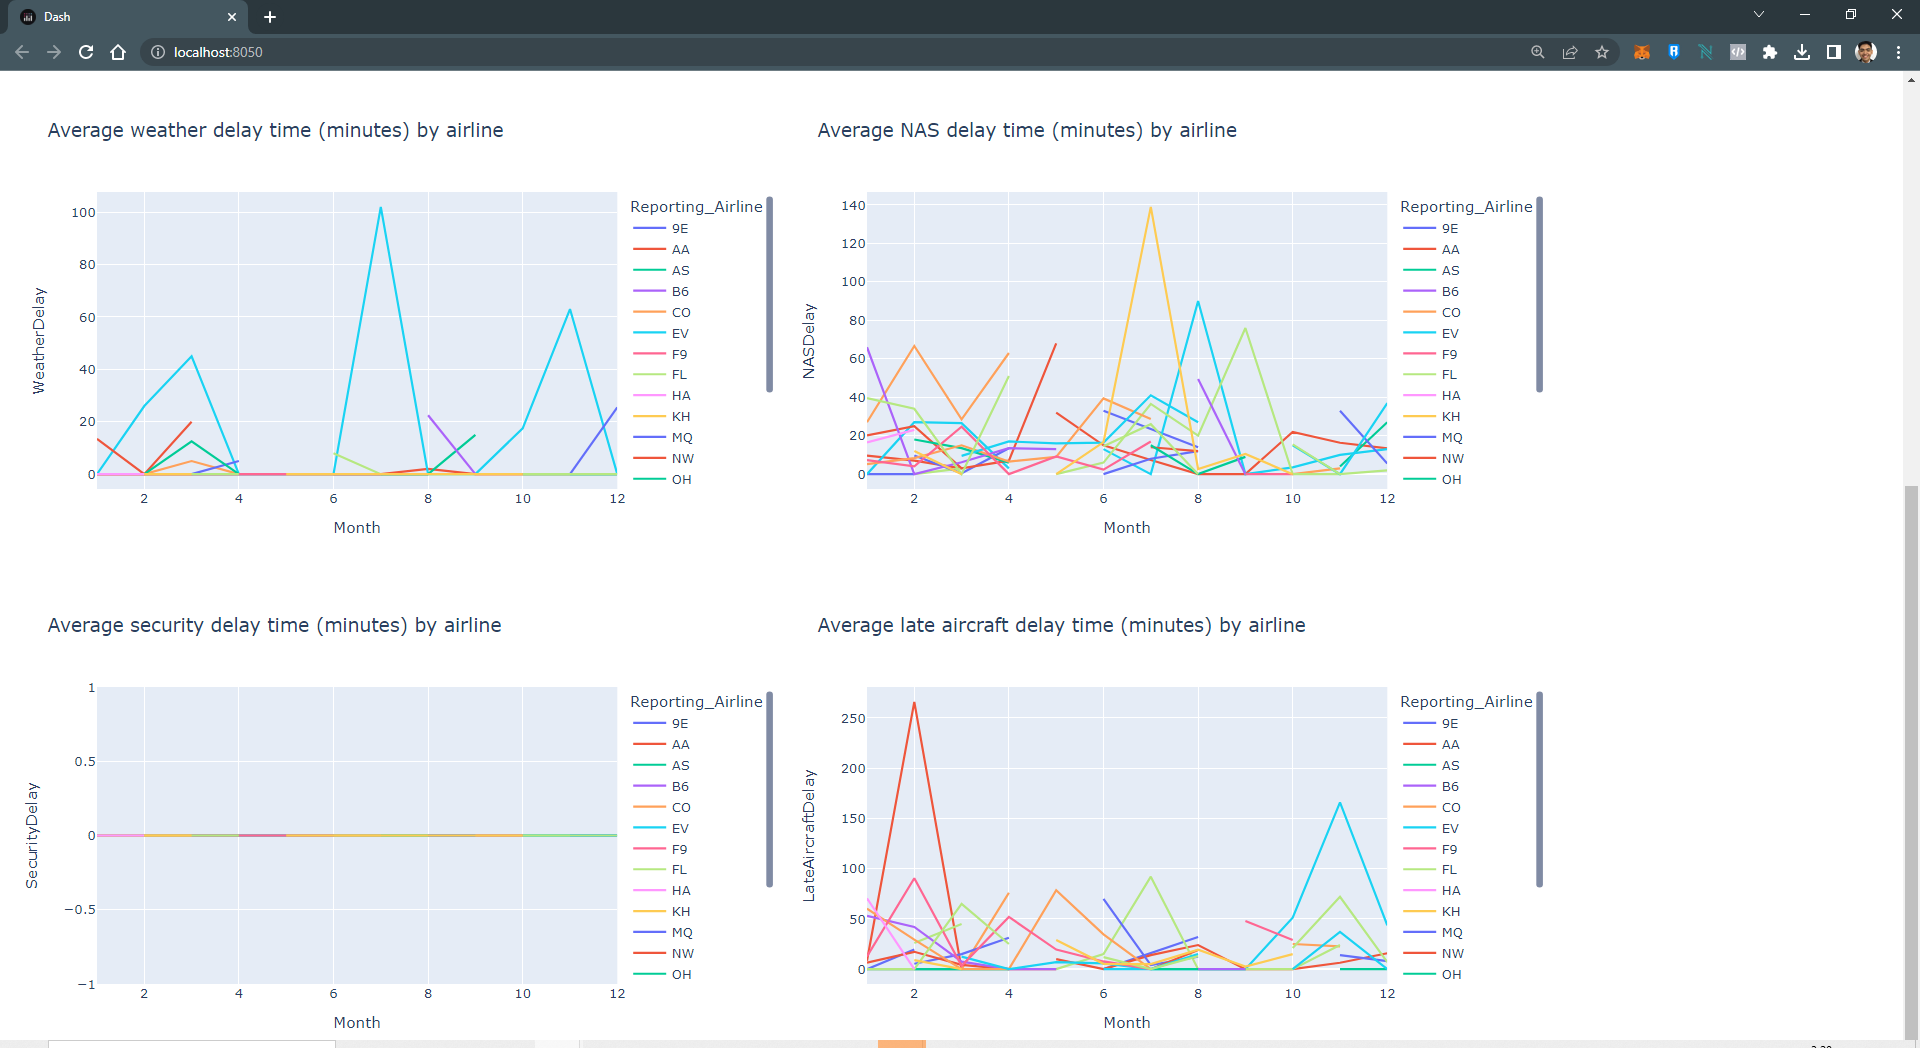 Dash
localhost:8050
Average weather delay time (minutes) by airline
WeatherDelay
100
80
60
40
20
0
2
4
6
8
10
12
Month
Reporting_Airline
9E
AA
AS
B6
CO
EV
F9
FL
HA
KH
MQ
NW
OH
Average NAS delay time (minutes) by airline
NASDelay
140
120
100
80
60
40
20
0
2
4
6
8
10
12
Month
Reporting_Airline
9E
AA
AS
B6
CO
EV
F9
FL
HA
KH
MQ
NW
OH
Average security delay time (minutes) by airline
SecurityDelay
1
0.5
0
−0.5
−1
2
4
6
8
10
12
Month
Reporting_Airline
9E
AA
AS
B6
CO
EV
F9
FL
HA
KH
MQ
NW
OH
Average late aircraft delay time (minutes) by airline
LateAircraftDelay
250
200
150
100
50
0
2
4
6
8
10
12
Month
Reporting_Airline
9E
AA
AS
B6
CO
EV
F9
FL
HA
KH
MQ
NW
OH